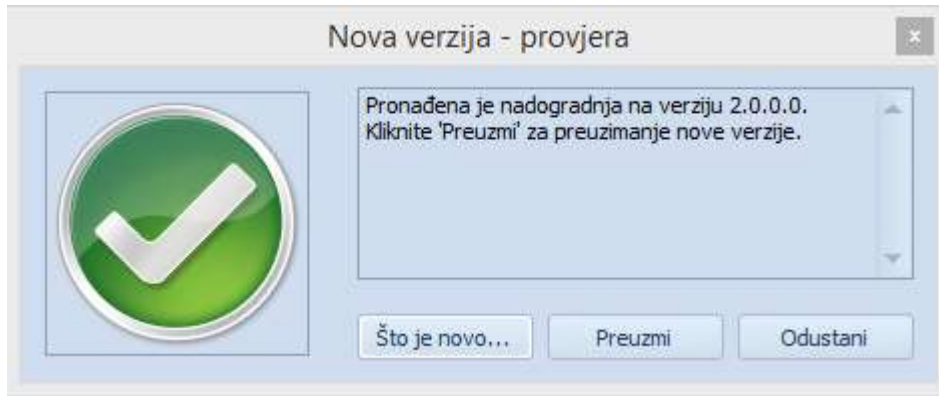 Nova verzija - provjera
x
Pronađena je nadogradnja na verziju 2.0.0.0.
Kliknite 'Preuzmi' za preuzimanje nove verzije.
Što je novo...
Preuzmi
Odustani